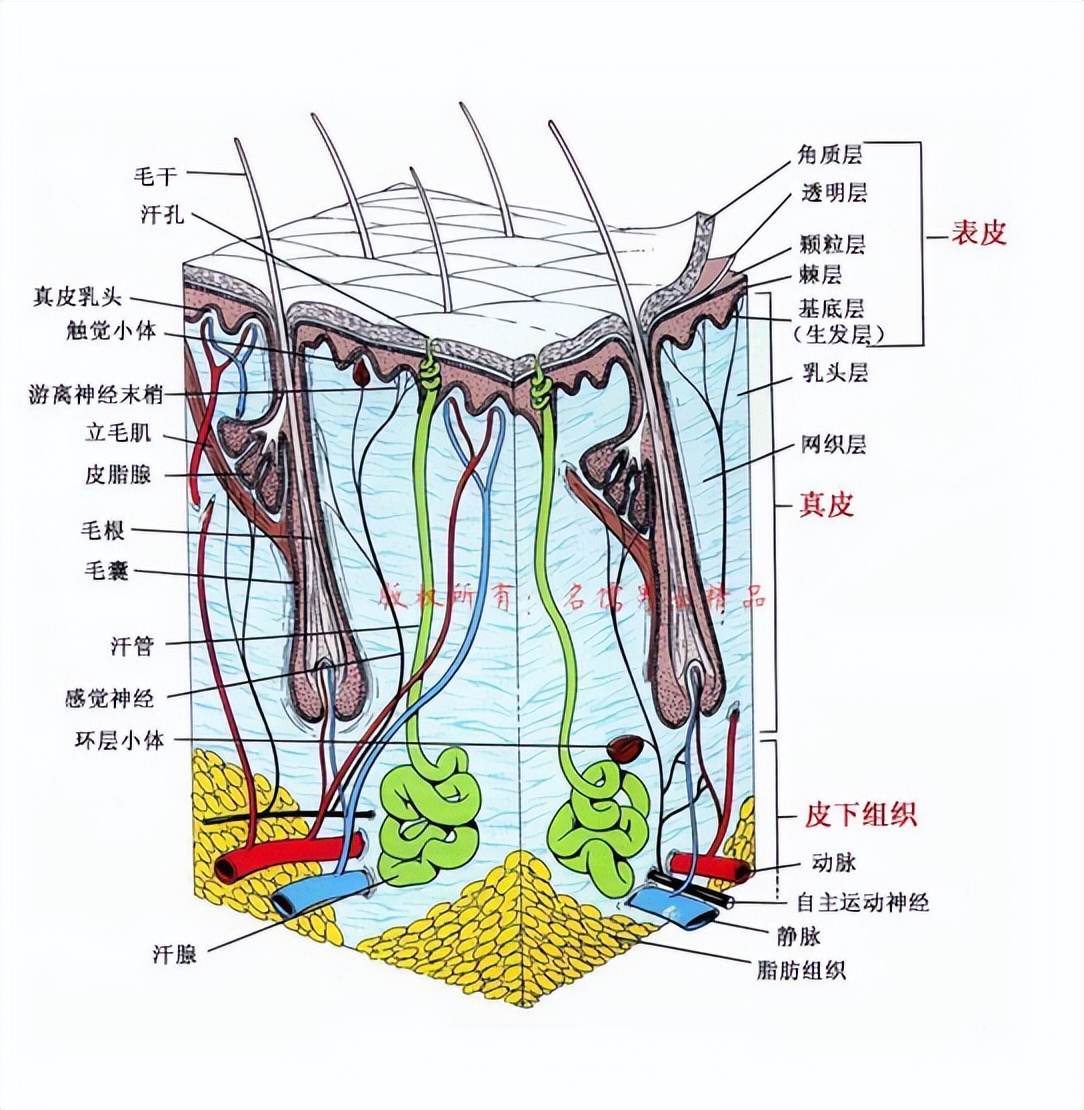 毛干
汗孔
真皮乳头
触觉小体
游离神经末梢
立毛肌
皮脂腺
毛根
毛囊
汗管
感觉神经
环层小体
汗腺
角质层
透明层
颗粒层
棘层
基底层
（生发层）
表皮
乳头层
网织层
真皮
皮下组织
动脉
自主运动神经
静脉
脂肪组织
版权所有：名儒
精品